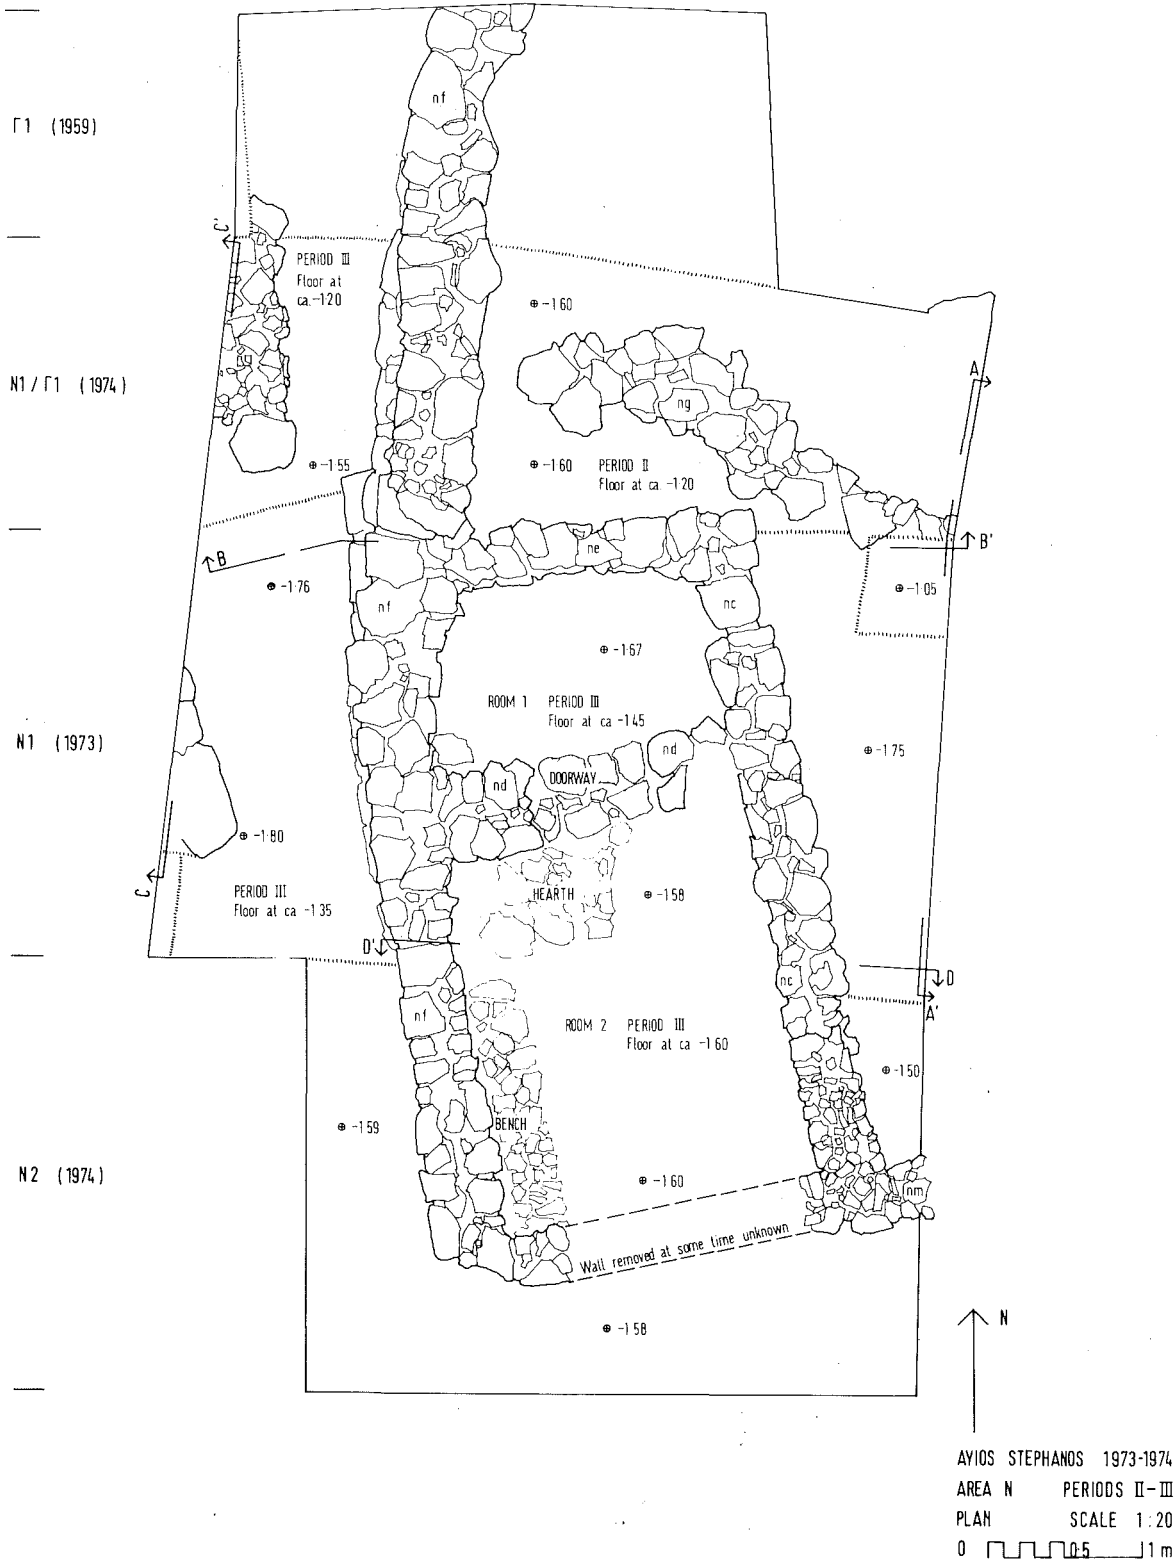 Γ1 (1959)
nf
C'
PERIOD III
Floor at
ca.-1·20
⊕ -1·60
N1 / Γ1 (1974)
A
ng
⊕ -1·55
⊕ -1·60
PERIOD II
Floor at ca. -1·20
B
ne
B'
⊕ -1·76
nf
nc
⊕ -1·05
⊕ -1·67
ROOM 1 PERIOD III
Floor at ca -1·45
N1 (1973)
nd
DOORWAY
nd
⊕ -1·75
⊕ -1·80
C
PERIOD III
Floor at ca -1·35
HEARTH
⊕ -1·58
D'
nc
D
A'
nf
ROOM 2 PERIOD III
Floor at ca -1·60
⊕ -1·50
⊕ -1·59
BENCH
N2 (1974)
⊕ -1·60
nm
Wall removed at some time unknown
⊕ -1·58
N
AYIOS STEPHANOS 1973-1974
AREA N PERIODS II-III
PLAN SCALE 1:20
0 0·5 1 m